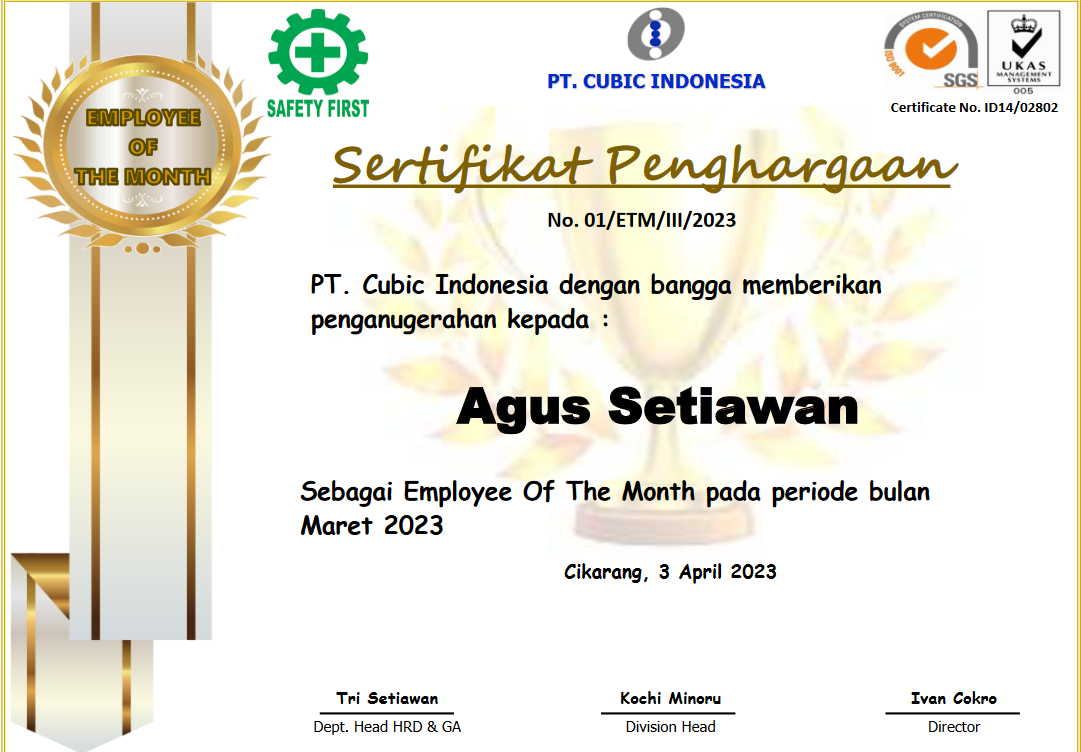 EMPLOYEE
OF
THE MONTH
SAFETY FIRST
PT. CUBIC INDONESIA
SYSTEM CERTIFICATION
ISO 9001
SGS
UKAS
MANAGEMENT
SYSTEMS
005
Certificate No. ID14/02802
Sertifikat Penghargaan
No. 01/ETM/III/2023
PT. Cubic Indonesia dengan bangga memberikan
penganugerahan kepada :
Agus Setiawan
Sebagai Employee Of The Month pada periode bulan
Maret 2023
Cikarang, 3 April 2023
Tri Setiawan
Dept. Head HRD & GA
Kochi Minoru
Division Head
Ivan Cokro
Director